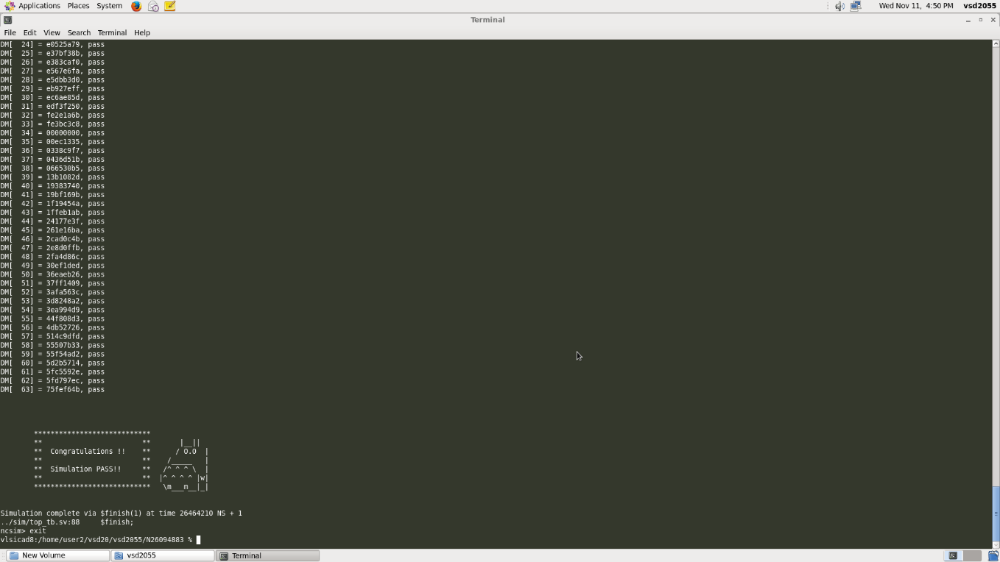 Applications Places System Wed Nov 11, 4:50 PM vsd2055
Terminal
File Edit View Search Terminal Help
DM[  24] = e0525a79, pass
DM[  25] = e37bf38b, pass
DM[  26] = e383caf0, pass
DM[  27] = e567e6fa, pass
DM[  28] = e5dbb3d0, pass
DM[  29] = eb927eff, pass
DM[  30] = ec6ae85d, pass
DM[  31] = edf3f250, pass
DM[  32] = fe2e1a6b, pass
DM[  33] = fe3bc3c8, pass
DM[  34] = 00000000, pass
DM[  35] = 00ec1335, pass
DM[  36] = 0338c9f7, pass
DM[  37] = 0436d51b, pass
DM[  38] = 066530b5, pass
DM[  39] = 13b1082d, pass
DM[  40] = 19383740, pass
DM[  41] = 19bf169b, pass
DM[  42] = 1f19454a, pass
DM[  43] = 1ffeb1ab, pass
DM[  44] = 24177e3f, pass
DM[  45] = 261e16ba, pass
DM[  46] = 2cad0c4b, pass
DM[  47] = 2e8d0ffb, pass
DM[  48] = 2fa4d86c, pass
DM[  49] = 30ef1ded, pass
DM[  50] = 36eaeb26, pass
DM[  51] = 37ff1409, pass
DM[  52] = 3afa563c, pass
DM[  53] = 3d8248a2, pass
DM[  54] = 3ea994d9, pass
DM[  55] = 44f808d3, pass
DM[  56] = 4db52726, pass
DM[  57] = 514c9dfd, pass
DM[  58] = 55507b33, pass
DM[  59] = 55f54ad2, pass
DM[  60] = 5d2b5714, pass
DM[  61] = 5fc5592e, pass
DM[  62] = 5fd797ec, pass
DM[  63] = 75fef64b, pass
****************************
**                        **       |__||
**  Congratulations !!    **      / O.O  |
**                        **    /_____   |
**  Simulation PASS!!     **   /^ ^ ^ \  |
**                        **  |^ ^ ^ ^ |w|
****************************   \m___m__|_|
Simulation complete via $finish(1) at time 26464210 NS + 1
../sim/top_tb.sv:88     $finish;
ncsim> exit
vlsicad8:/home/user2/vsd20/vsd2055/N26094883 %
New Volume vsd2055 Terminal